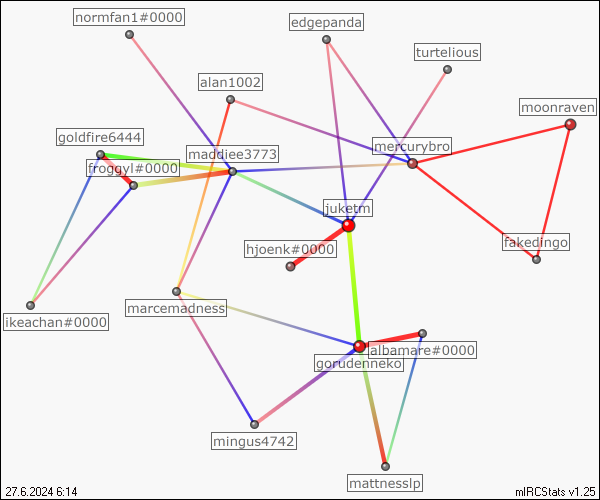 normfan1#0000
edgepanda
turtelious
alan1002
moonraven
goldfire6444
mercurybro
maddiee3773
froggyl#0000
juketm
fakedingo
hjoenk#0000
marcemadness
ikeachan#0000
albamare#0000
gorudenneko
mingus4742
mattnesslp
27.6.2024 6:14
mIRCStats v1.25